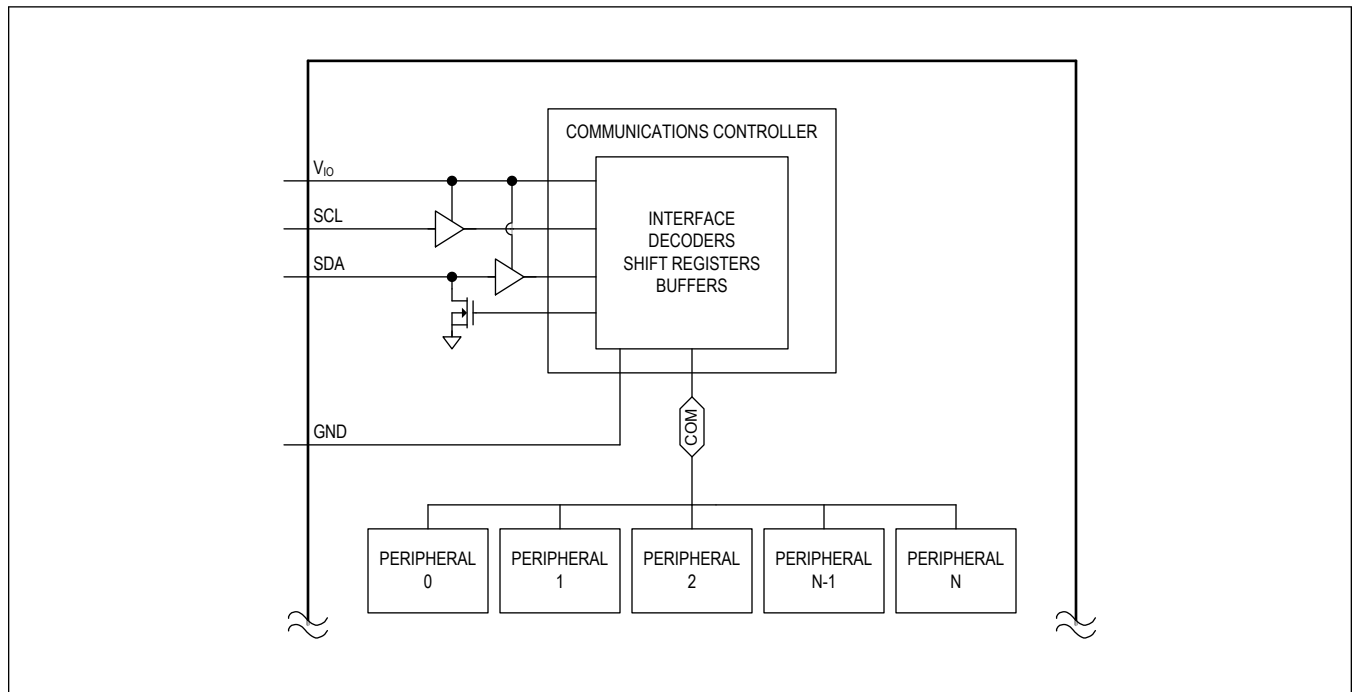 COMMUNICATIONS CONTROLLER
VIO
SCL
SDA
INTERFACE
DECODERS
SHIFT REGISTERS
BUFFERS
GND
COM
PERIPHERAL
0
PERIPHERAL
1
PERIPHERAL
2
PERIPHERAL
N-1
PERIPHERAL
N